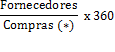 Fornecedores
Compras (*) x 360